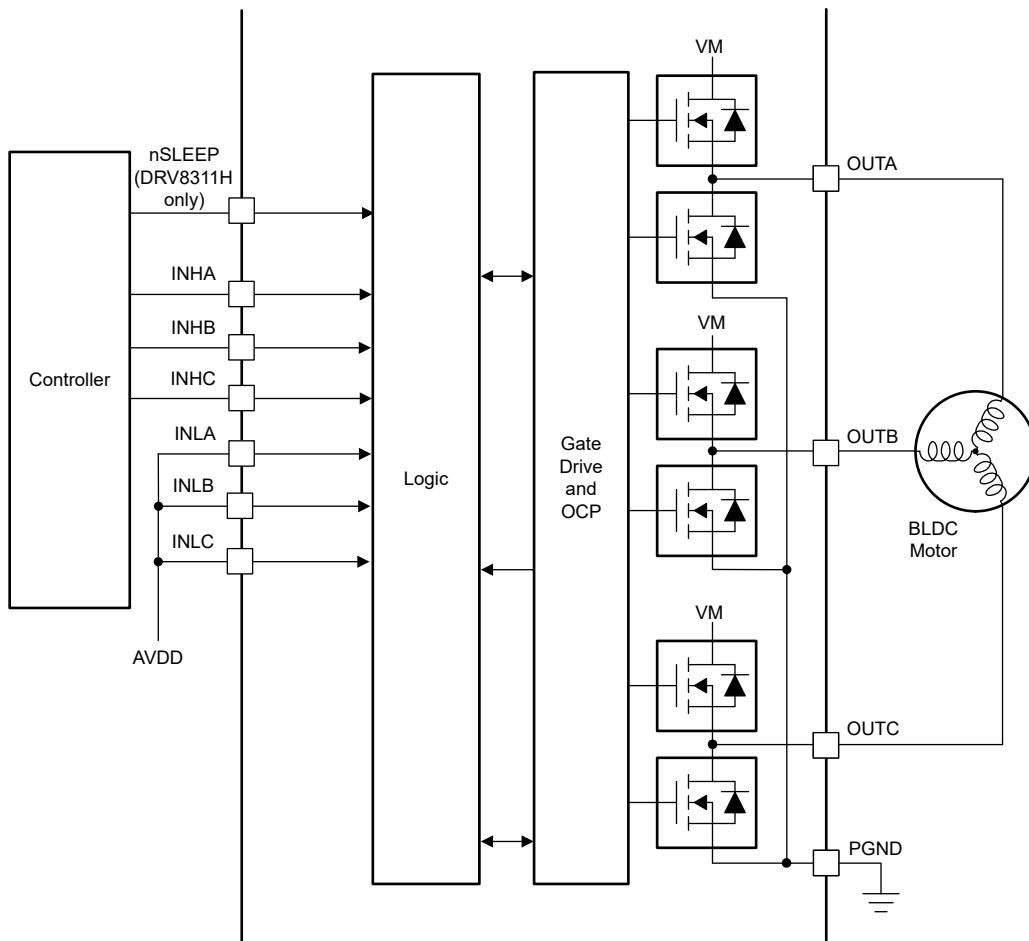 nSLEEP
(DRV8311H
only)
INHA
INHB
INHC
INLA
INLB
INLC
AVDD
Controller
Logic
Gate
Drive
and
OCP
VM
VM
VM
OUTA
OUTB
OUTC
PGND
BLDC
Motor